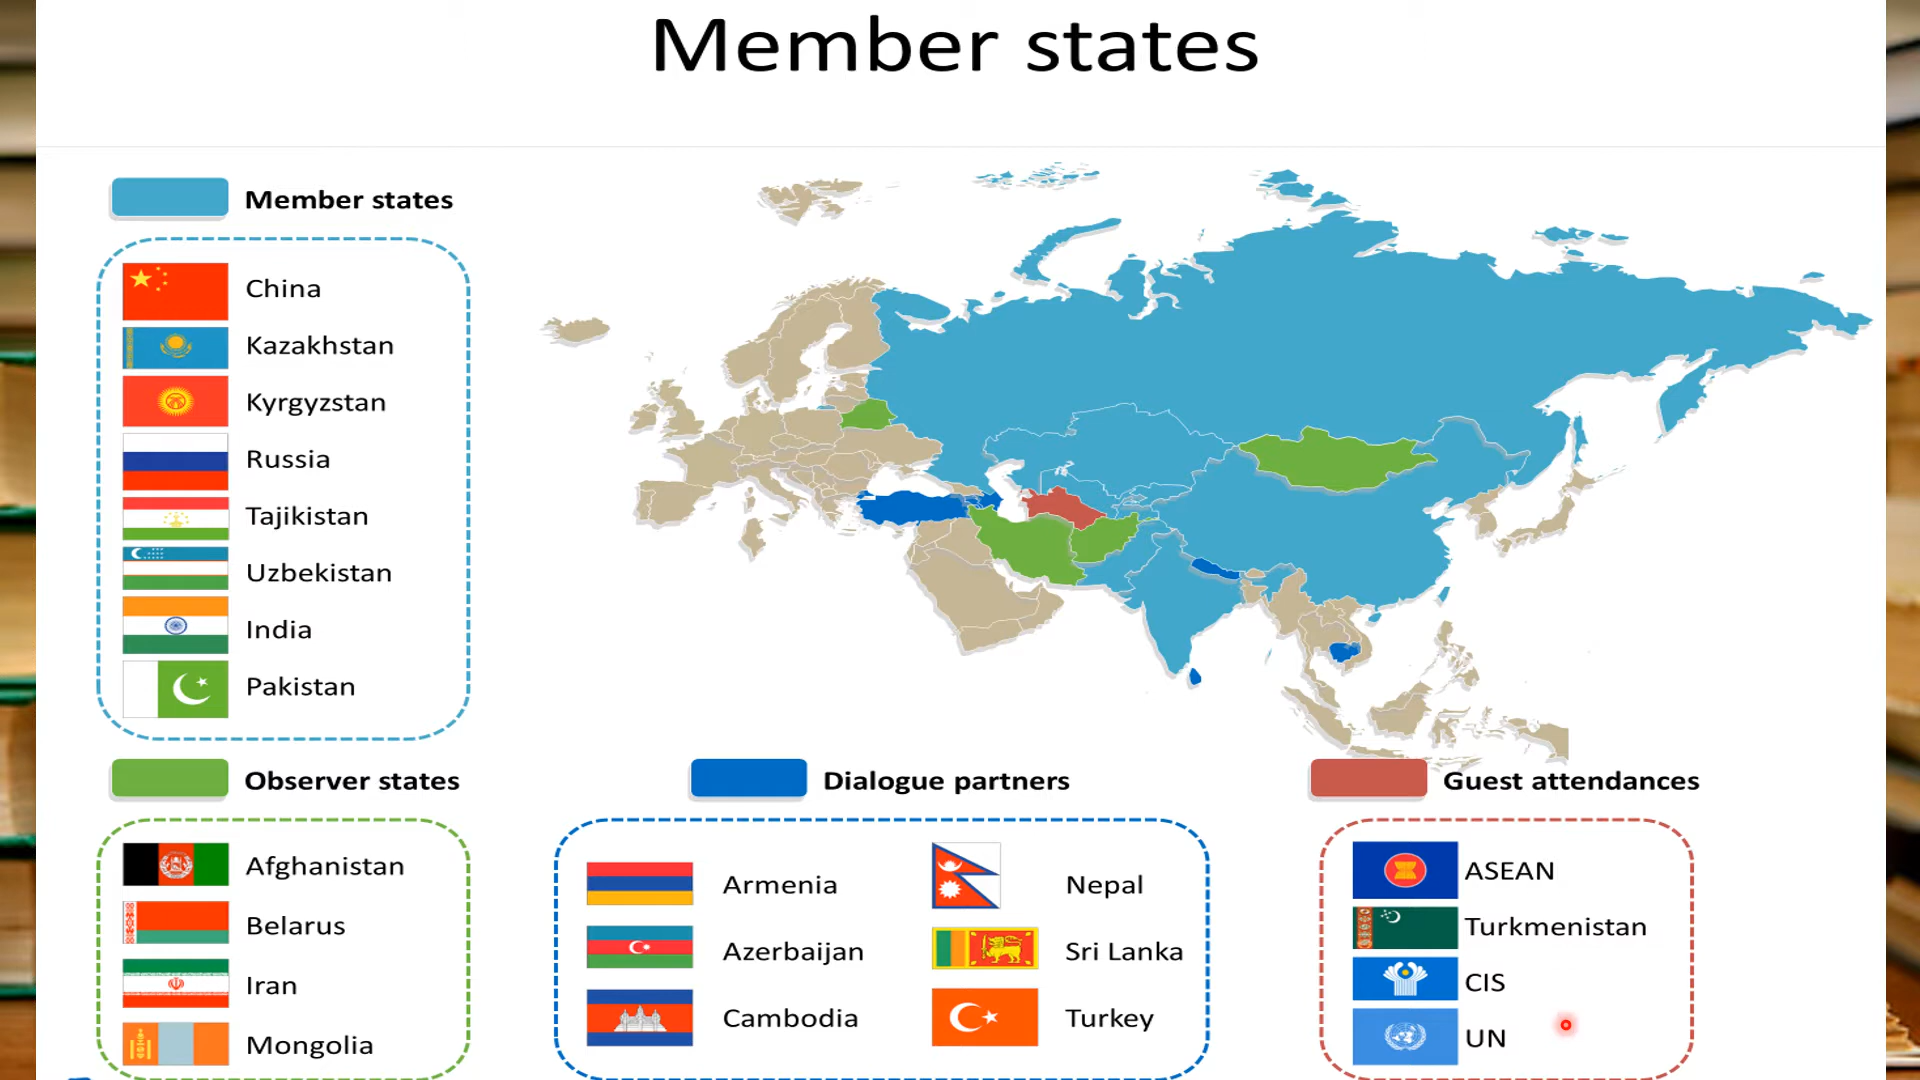 Member states
Member states
China
Kazakhstan
Kyrgyzstan
Russia
Tajikistan
Uzbekistan
India
Pakistan
Observer states
Afghanistan
Belarus
Iran
Mongolia
Dialogue partners
Armenia
Azerbaijan
Cambodia
Nepal
Sri Lanka
Turkey
Guest attendances
ASEAN
Turkmenistan
CIS
UN